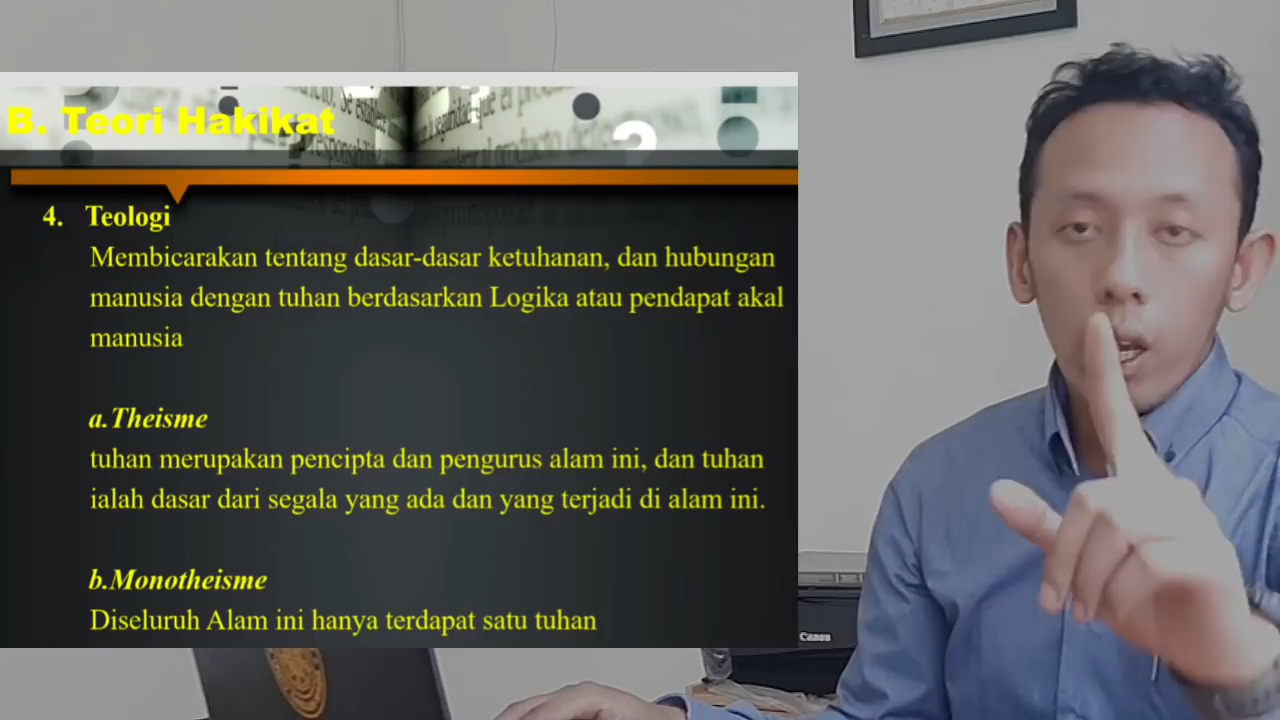 B. Teori Hakikat
4. Teologi
Membicarakan tentang dasar-dasar ketuhanan, dan hubungan
manusia dengan tuhan berdasarkan Logika atau pendapat akal
manusia
a.Theisme
tuhan merupakan pencipta dan pengurus alam ini, dan tuhan
ialah dasar dari segala yang ada dan yang terjadi di alam ini.
b.Monotheisme
Diseluruh Alam ini hanya terdapat satu tuhan
Canon